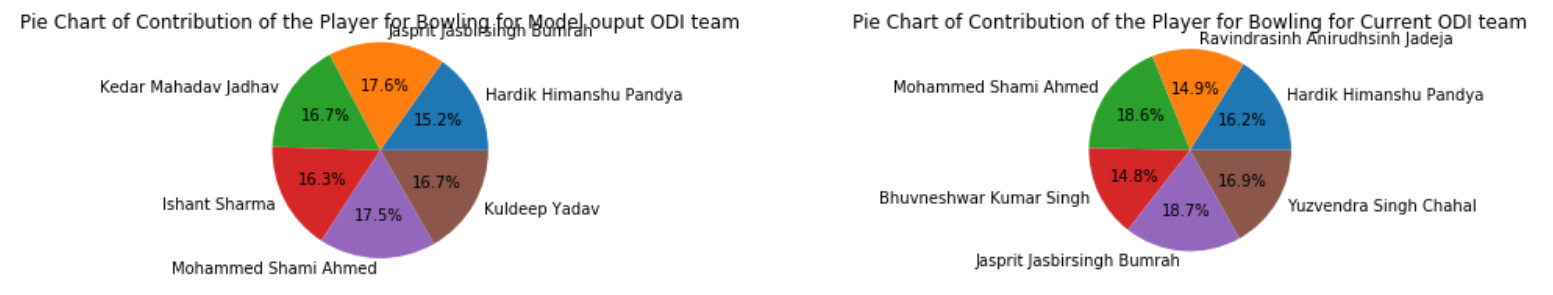 Pie Chart of Contribution of the Player for Bowling for Model ouput ODI team
Jasprit Jasbirsingh Bumrah
Kedar Mahadav Jadhav
17.6%
Hardik Himanshu Pandya
16.7%
15.2%
16.3%
16.7%
Ishant Sharma
17.5%
Kuldeep Yadav
Mohammed Shami Ahmed
Pie Chart of Contribution of the Player for Bowling for Current ODI team
Ravindrasinh Anirudhsinh Jadeja
Mohammed Shami Ahmed
14.9%
Hardik Himanshu Pandya
18.6%
16.2%
14.8%
16.9%
Bhuvneshwar Kumar Singh
18.7%
Yuzvendra Singh Chahal
Jasprit Jasbirsingh Bumrah